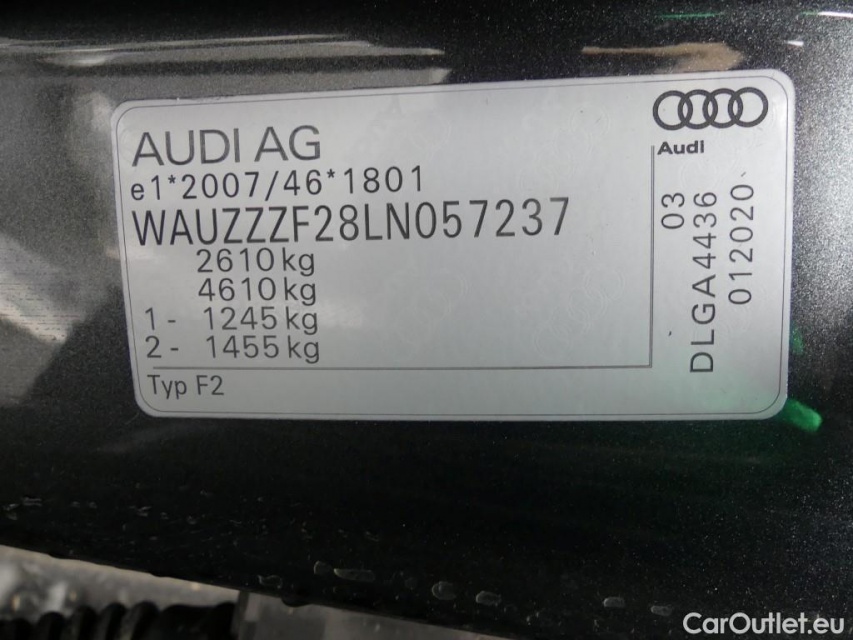 AUDI AG
e1*2007/46*1801
WAUZZZF28LN057237
2610 kg
4610 kg
1 - 1245 kg
2 - 1455 kg
Typ F2
Audi
03
DLGA4436
012020
CarOutlet.eu